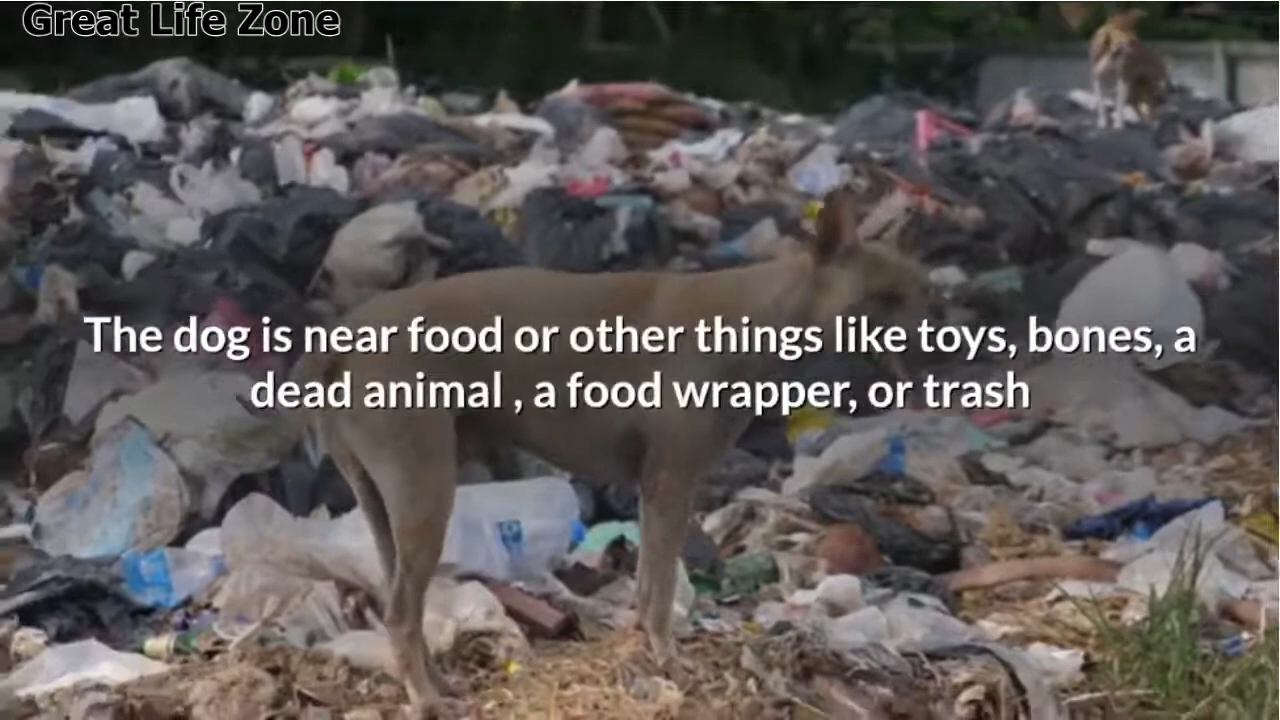 Great Life Zone
The dog is near food or other things like toys, bones, a
dead animal , a food wrapper, or trash